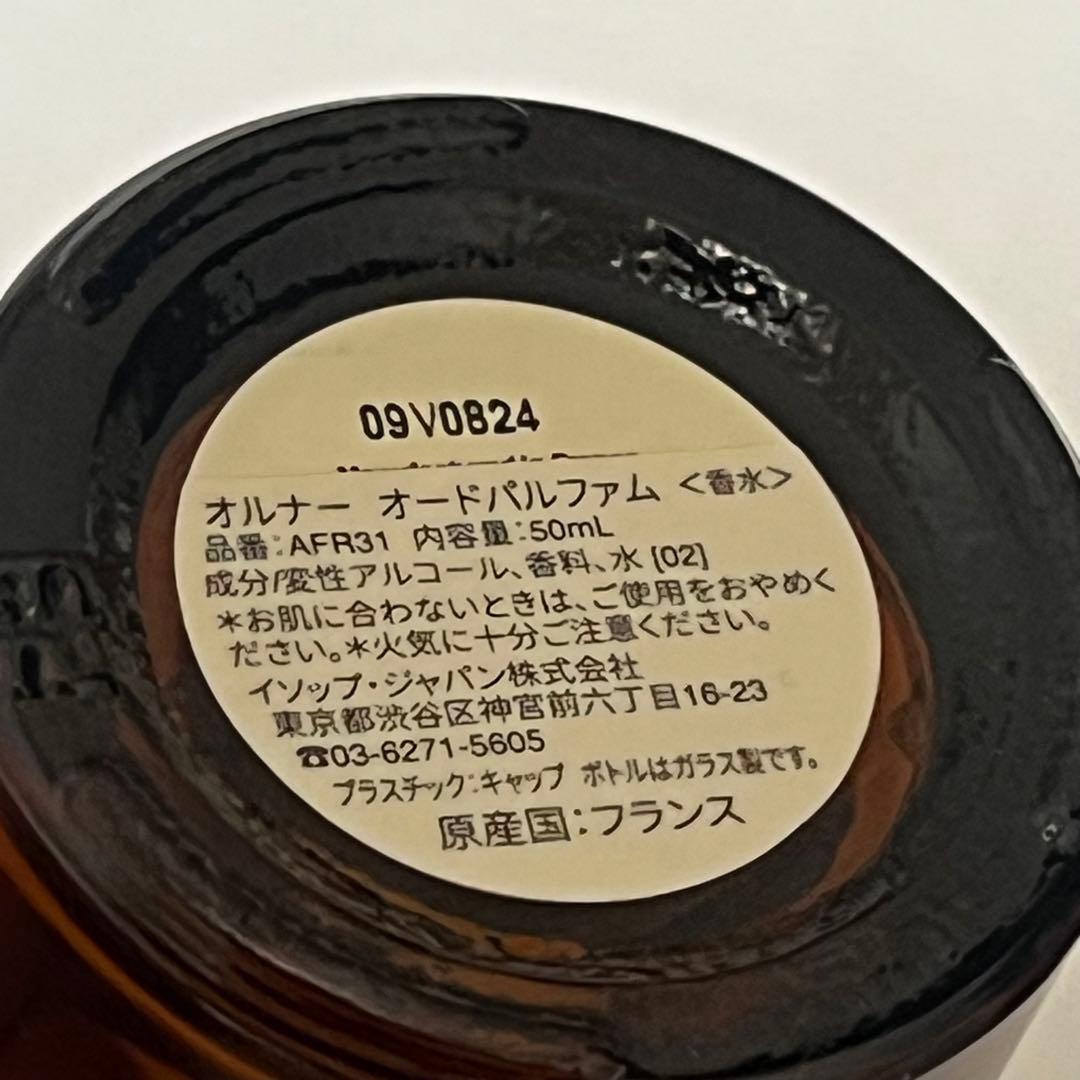 09V0B24
オルナー オードパルファム <香水>
品番:AFR31 内容量:50mL
成分/変性アルコール、香料、水 [02]
*お肌に合わないときは、ご使用をおやめく
ださい。*火気に十分ご注意ください。
イソップ・ジャパン株式会社
東京都渋谷区神宮前六丁目16-23
☎03-6271-5605
プラスチック:キャップ ボトルはガラス製です。
原産国:フランス